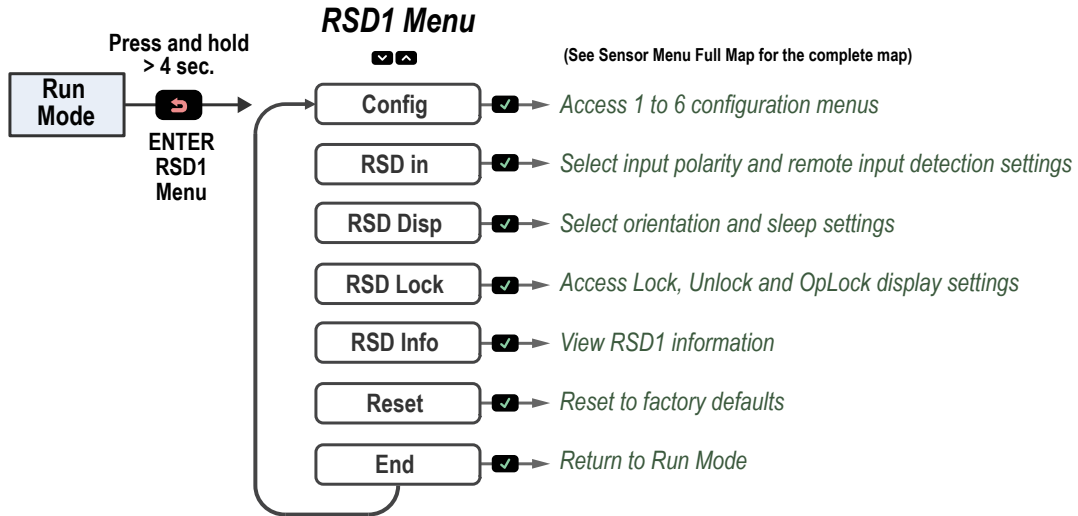 RSD1 Menu
Press and hold
> 4 sec.
(See Sensor Menu Full Map for the complete map)
Run
Mode
ENTER
RSD1
Menu
Config
Access 1 to 6 configuration menus
RSD in
Select input polarity and remote input detection settings
RSD Disp
Select orientation and sleep settings
RSD Lock
Access Lock, Unlock and OpLock display settings
RSD Info
View RSD1 information
Reset
Reset to factory defaults
End
Return to Run Mode